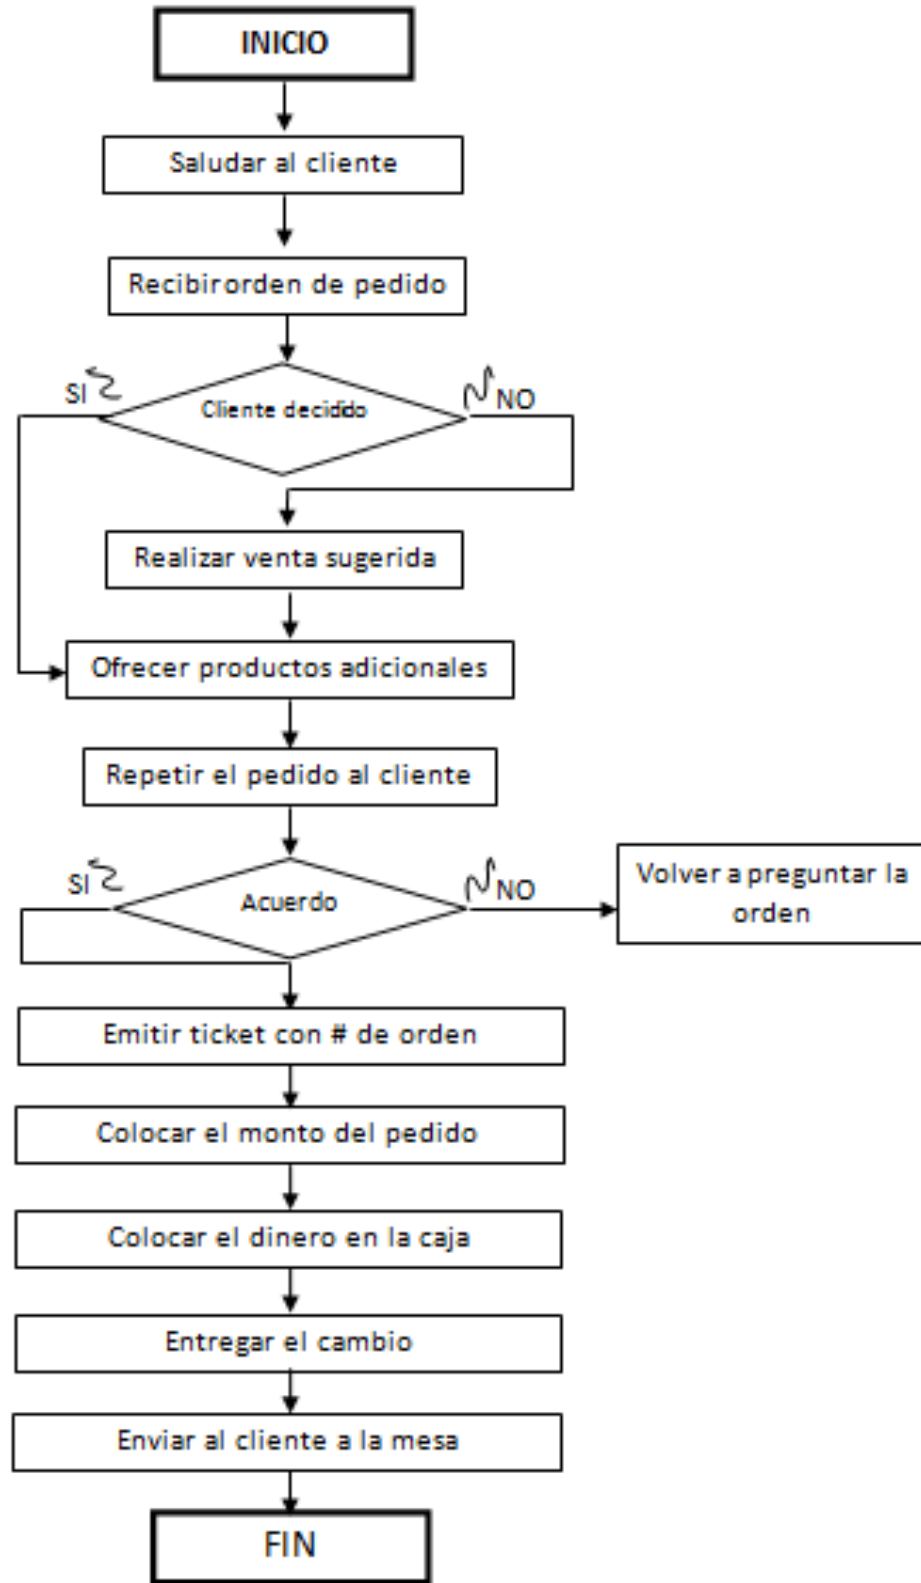 INICIO
Saludar al cliente
Recibir orden de pedido
SI
NO
Cliente decidido
Realizar venta sugerida
Ofrecer productos adicionales
Repetir el pedido al cliente
SI
NO
Acuerdo
Volver a preguntar la
orden
Emitir ticket con # de orden
Colocar el monto del pedido
Colocar el dinero en la caja
Entregar el cambio
Enviar al cliente a la mesa
FIN